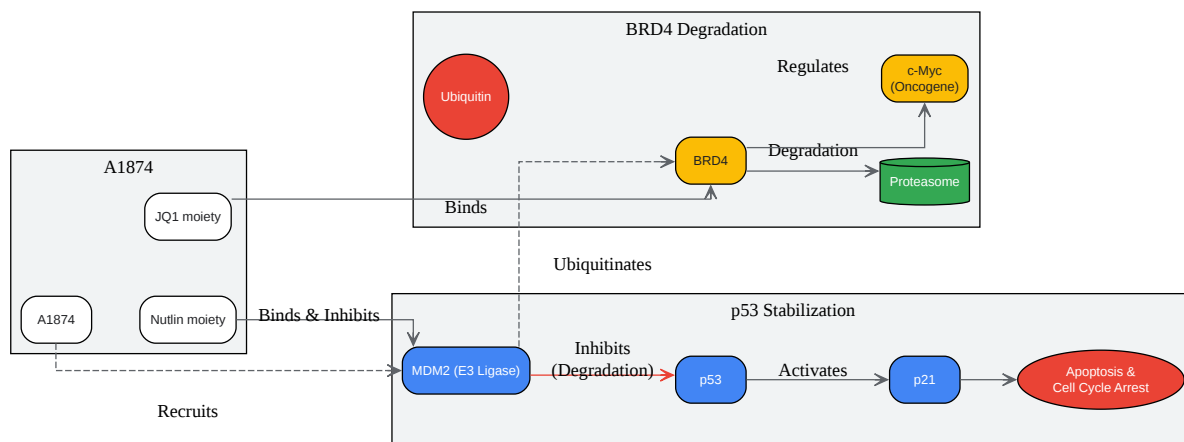 BRD4 Degradation
Regulates
c-Myc
(Oncogene)
Ubiquitin
BRD4
Degradation
Proteasome
A1874
JQ1 moiety
Binds
Ubiquitinates
A1874
Nutlin moiety
Binds & Inhibits
Recruits
p53 Stabilization
MDM2 (E3 Ligase)
Inhibits
(Degradation)
p53
Activates
p21
Apoptosis &
Cell Cycle Arrest